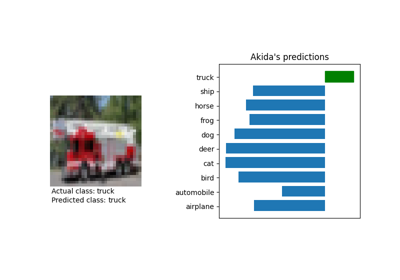 Akida's predictions
truck
ship
horse
frog
dog
deer
cat
bird
automobile
airplane
Actual class: truck
Predicted class: truck